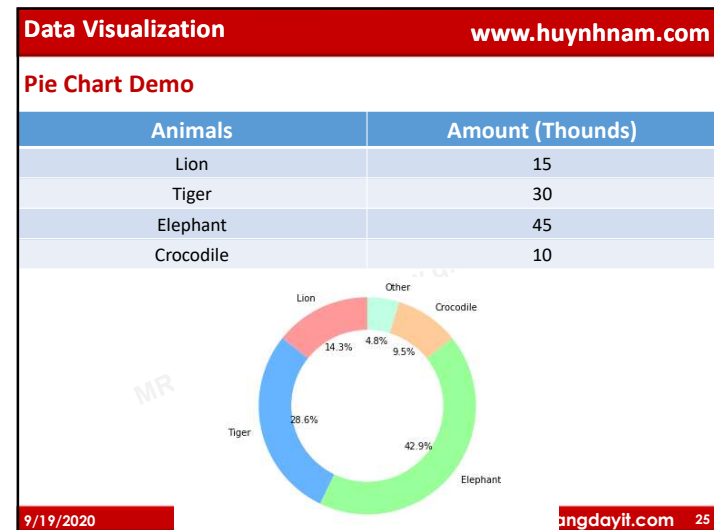 Data Visualization www.huynhnam.com
Pie Chart Demo
Animals Amount (Thounds)
Lion 15
Tiger 30
Elephant 45
Crocodile 10
Other
Lion Crocodile
14.3% 4.8% 9.5%
MR
28.6%
Tiger
42.9%
Elephant
9/19/2020 angdayit.com 25